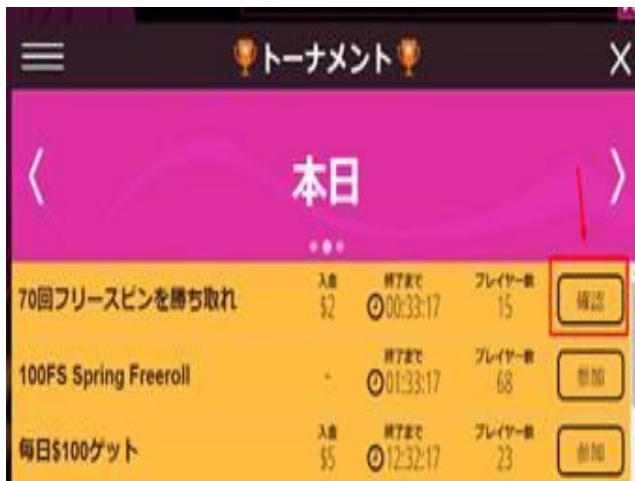 トーナメント
本日
70回フリースピンを勝ち取れ
入金 $2
終了まで 00:33:17
プレイヤー数 15
確認
100FS Spring Freeroll
-
終了まで 01:33:17
プレイヤー数 68
参加
毎日$100ゲット
入金 $5
終了まで 12:32:17
プレイヤー数 23
参加